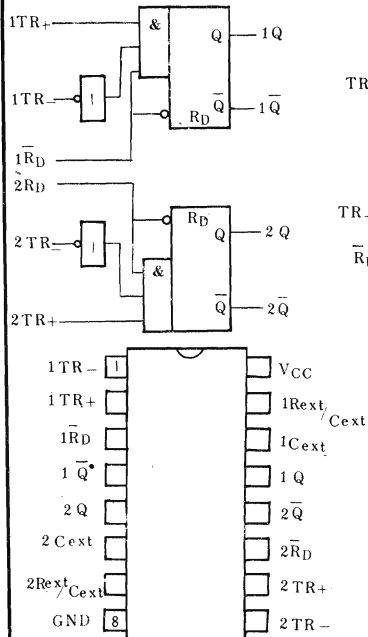 1TR+
&
Q
1Q
1TR–
1
Q̅
1Q̅
RD
TR
1R̅D
2RD
RD
TR–
Q
2Q
2TR–
1
R̅D
&
Q̅
2Q̅
2TR+
1TR–
1
VCC
1TR+
1Rext/Cext
1R̅D
1Cext
1Q̅
1Q
2Q
2Q̅
2Cext
2R̅D
2Rext/Cext
2TR+
GND
8
2TR–